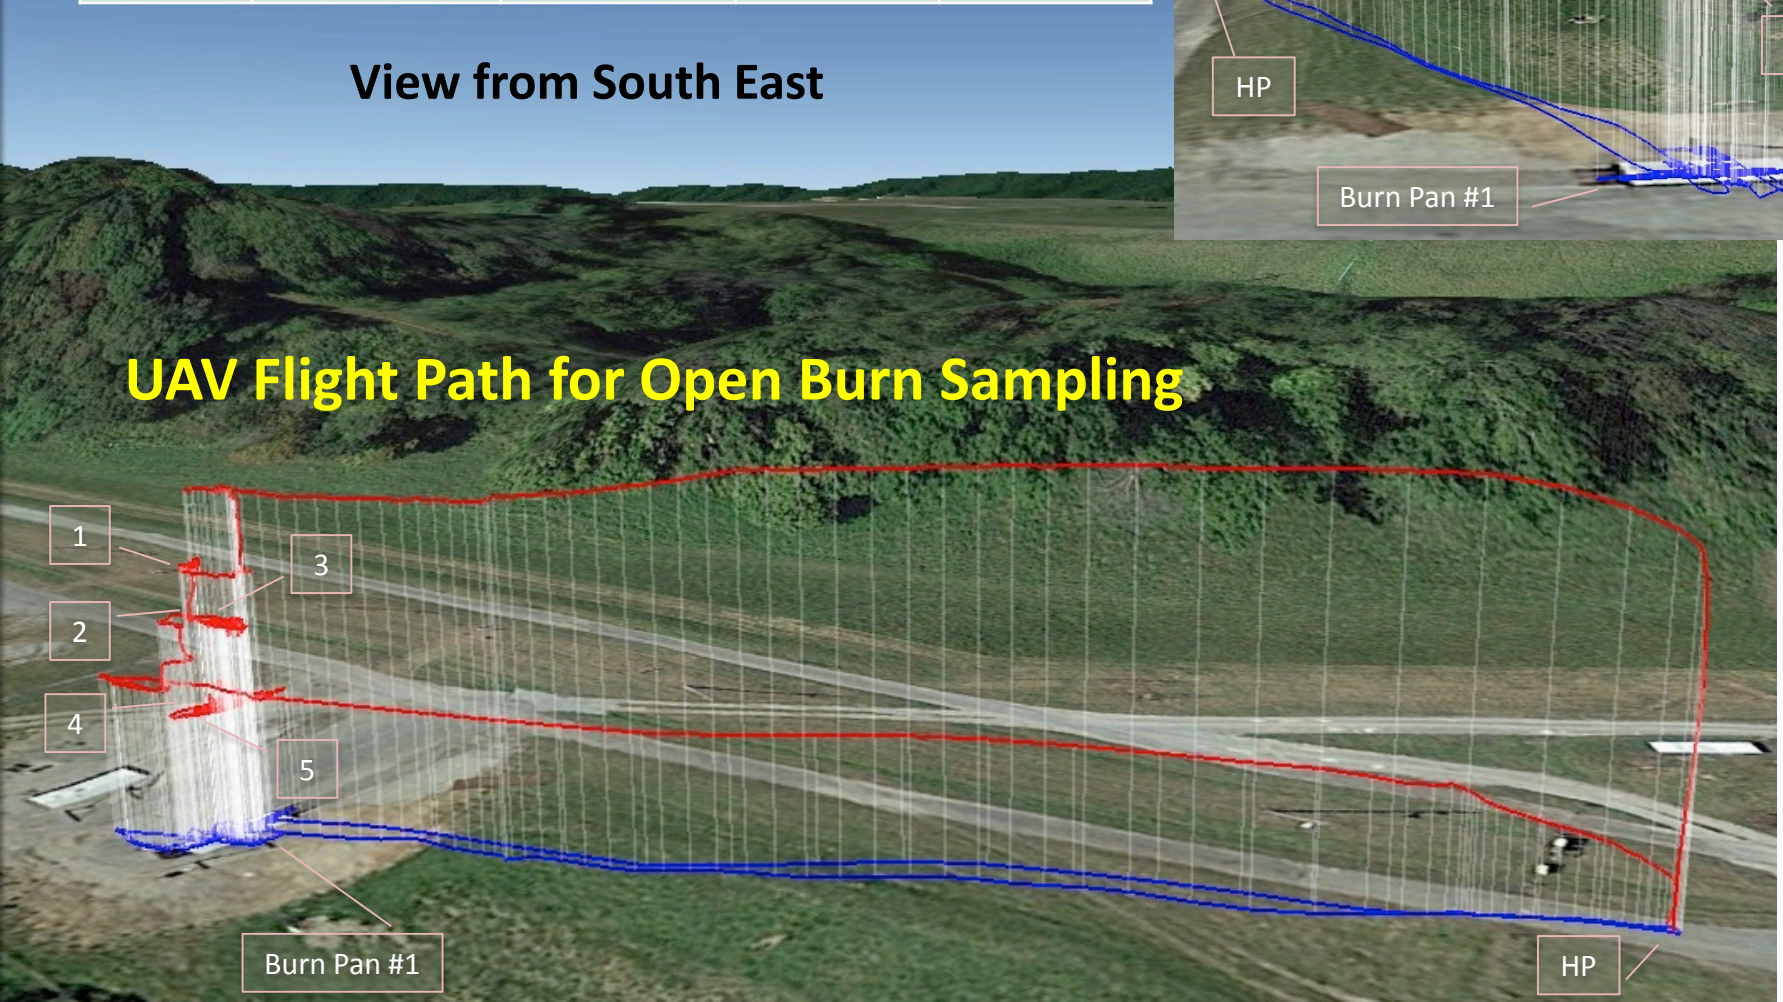 View from South East
HP
Burn Pan #1
UAV Flight Path for Open Burn Sampling
1
3
2
4
5
Burn Pan #1
HP